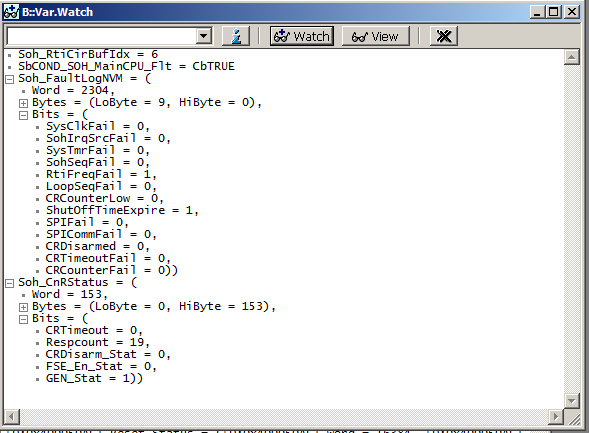 B::Var.Watch
i Watch View
Soh_RtiCirBufIdx = 6
SbCOND_SOH_MainCPU_Flt = CbTRUE
Soh_FaultLogNVM = (
Word = 2304,
Bytes = (LoByte = 9, HiByte = 0),
Bits = (
SysClkFail = 0,
SohIrqSrcFail = 0,
SysTmrFail = 0,
SohSeqFail = 0,
RtiFreqFail = 1,
LoopSeqFail = 0,
CRCounterLow = 0,
ShutOffTimeExpire = 1,
SPIFail = 0,
SPICommFail = 0,
CRDisarmed = 0,
CRTimeoutFail = 0,
CRCounterFail = 0))
Soh_CnRStatus = (
Word = 153,
Bytes = (LoByte = 0, HiByte = 153),
Bits = (
CRTimeout = 0,
Respcount = 19,
CRDisarm_Stat = 0,
FSE_En_Stat = 0,
GEN_Stat = 1))